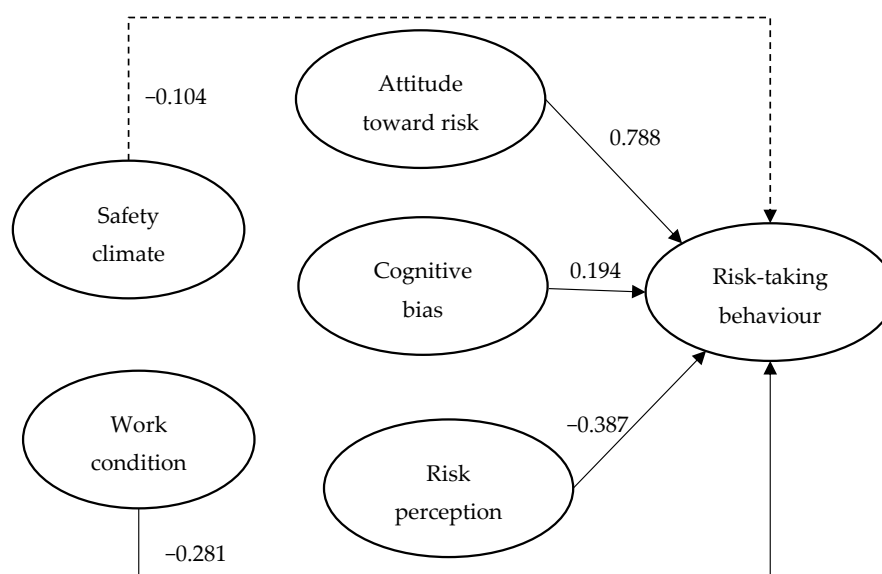 −0.104
Attitude
toward risk
0.788
Safety
climate
Cognitive
bias
0.194
Risk-taking
behaviour
Work
condition
−0.387
Risk
perception
−0.281